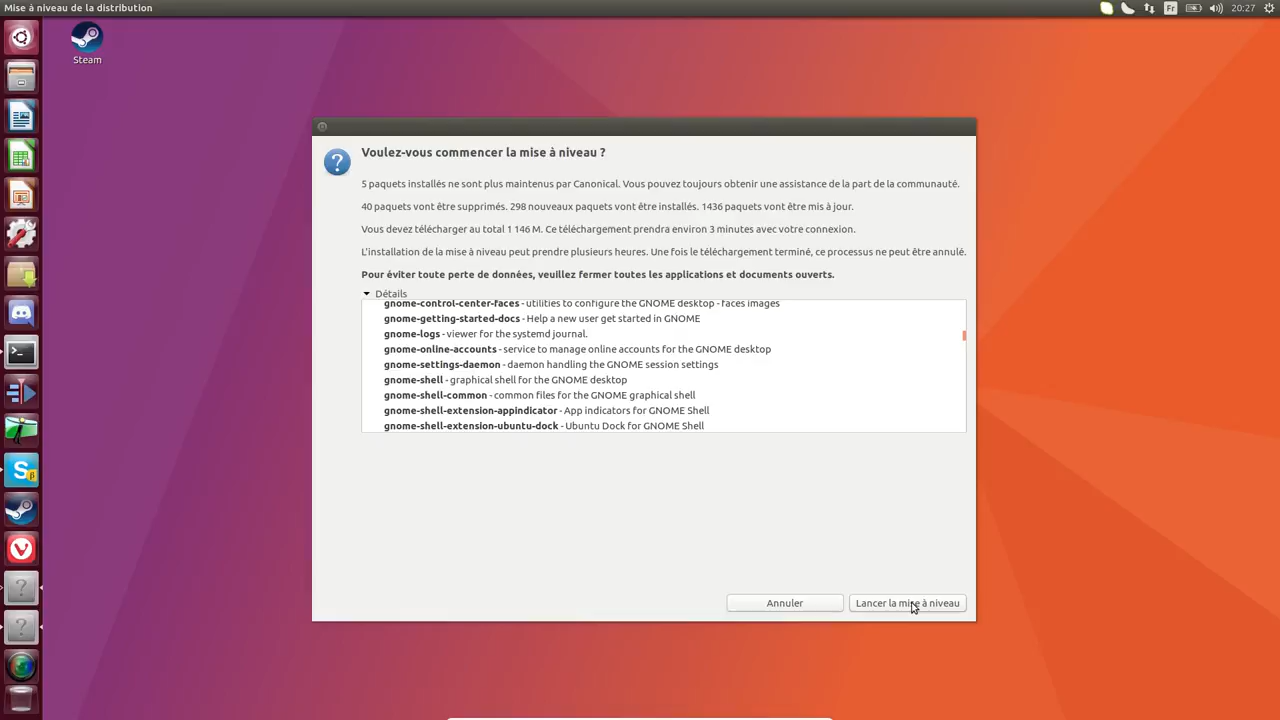 Mise à niveau de la distribution
Fr
20:27
Steam
Voulez-vous commencer la mise à niveau ?
5 paquets installés ne sont plus maintenus par Canonical. Vous pouvez toujours obtenir une assistance de la part de la communauté.
40 paquets vont être supprimés. 298 nouveaux paquets vont être installés. 1436 paquets vont être mis à jour.
Vous devez télécharger au total 1 146 M. Ce téléchargement prendra environ 3 minutes avec votre connexion.
L'installation de la mise à niveau peut prendre plusieurs heures. Une fois le téléchargement terminé, ce processus ne peut être annulé.
Pour éviter toute perte de données, veuillez fermer toutes les applications et documents ouverts.
Détails
gnome-control-center-faces - utilities to configure the GNOME desktop - faces images
gnome-getting-started-docs - Help a new user get started in GNOME
gnome-logs - viewer for the systemd journal.
gnome-online-accounts - service to manage online accounts for the GNOME desktop
gnome-settings-daemon - daemon handling the GNOME session settings
gnome-shell - graphical shell for the GNOME desktop
gnome-shell-common - common files for the GNOME graphical shell
gnome-shell-extension-appindicator - App indicators for GNOME Shell
gnome-shell-extension-ubuntu-dock - Ubuntu Dock for GNOME Shell
Annuler
Lancer la mise à niveau